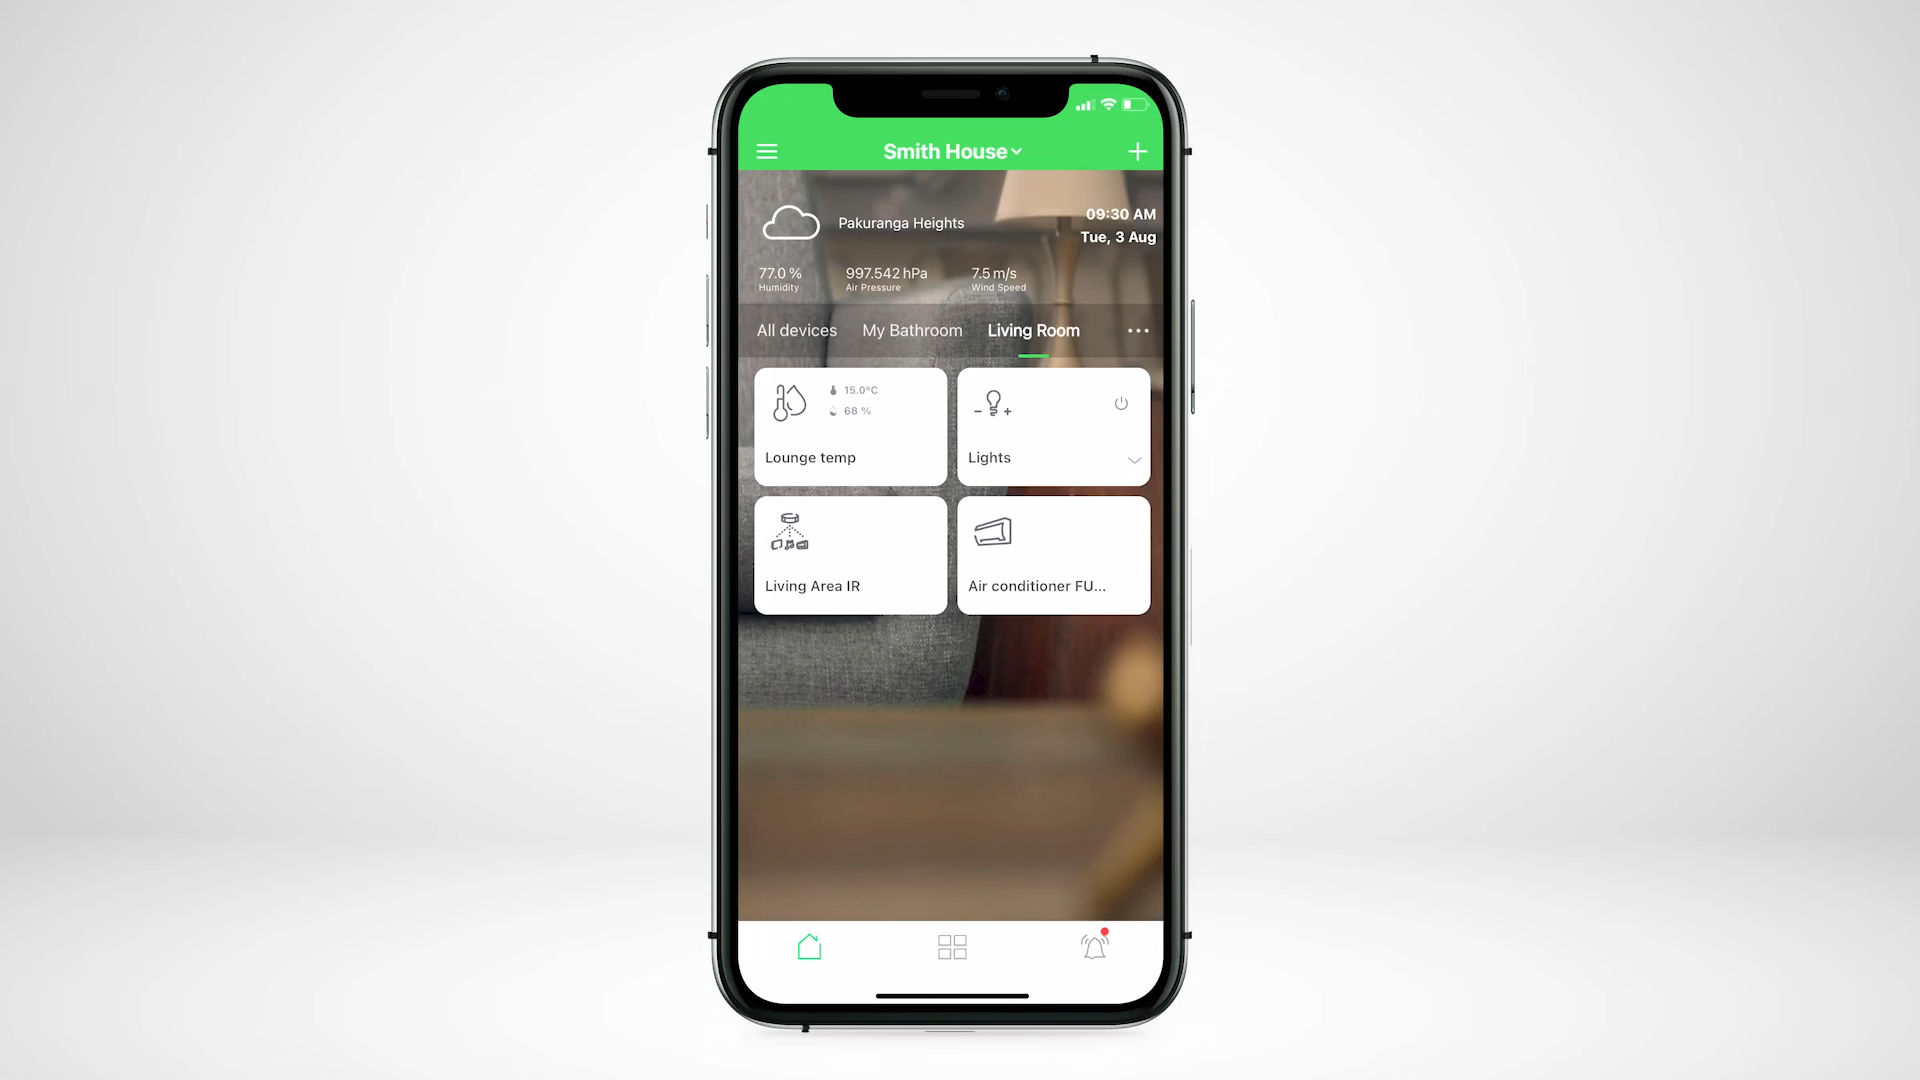 Smith House
Pakuranga Heights
09:30 AM
Tue, 3 Aug
77.0 %
Humidity
997.542 hPa
Air Pressure
7.5 m/s
Wind Speed
All devices
My Bathroom
Living Room
15.0°C
68 %
Lounge temp
Lights
Living Area IR
Air conditioner FU...